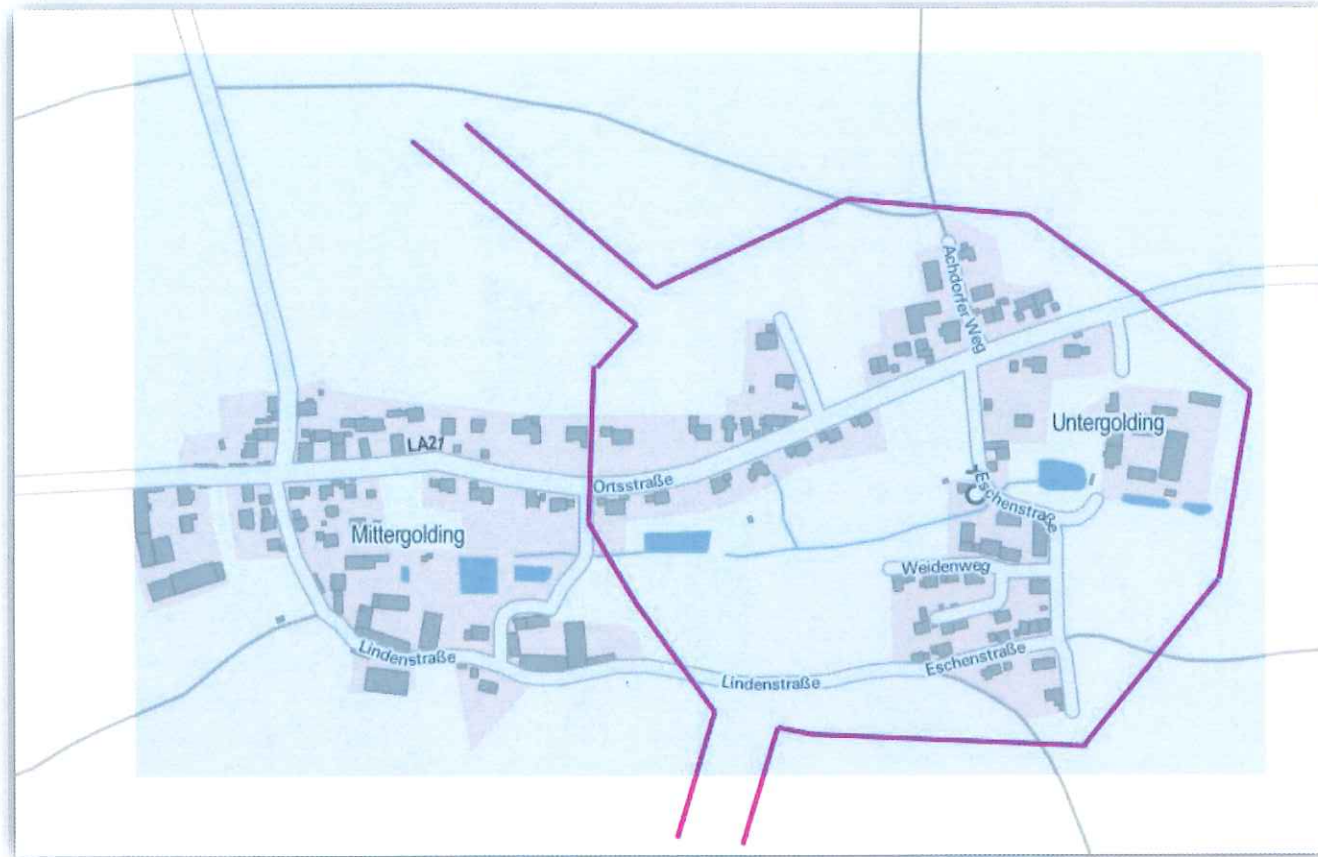 Achdorfer Weg
Untergolding
LA21
Ortsstraße
Eschenstraße
Mittergolding
Weidenweg
Lindenstraße
Eschenstraße
Lindenstraße